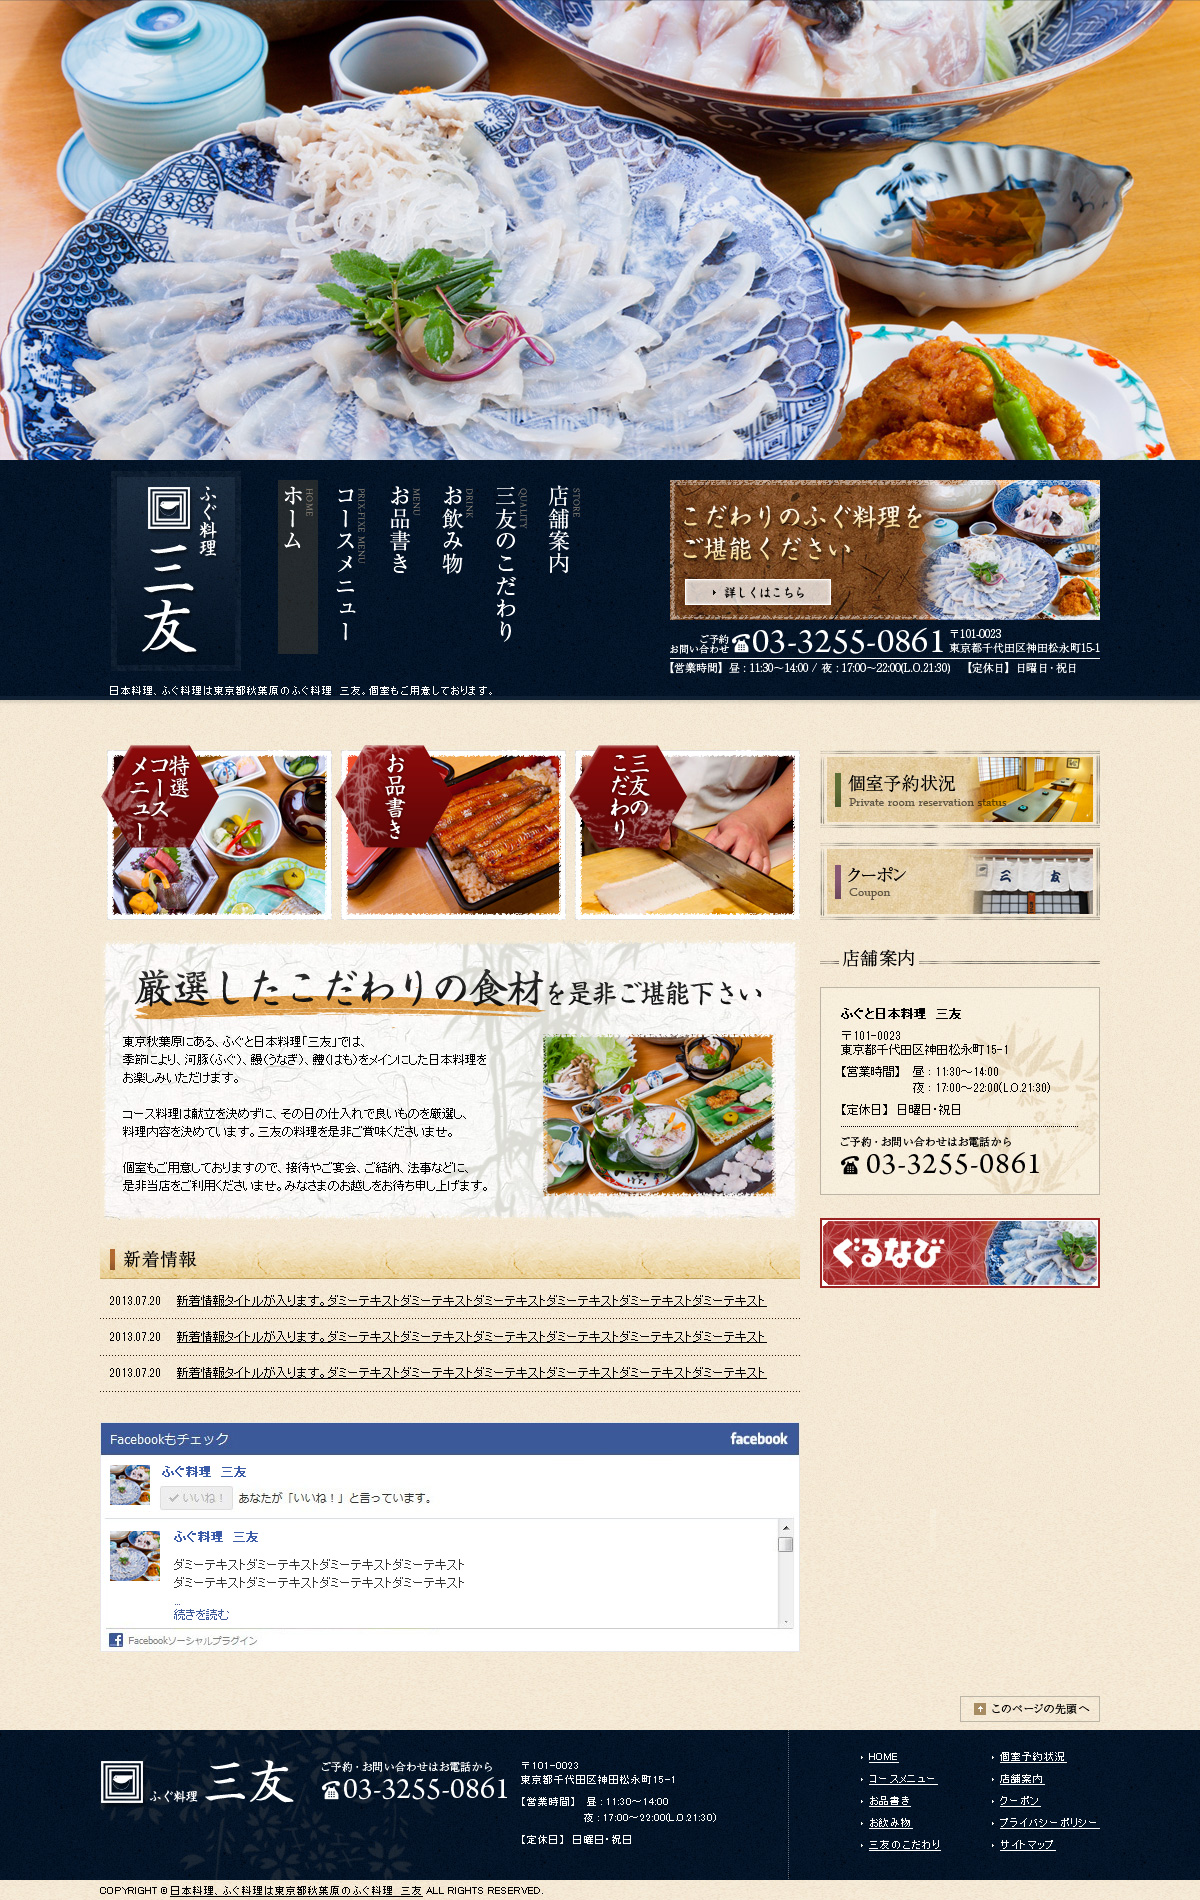 ふぐ料理
三友
ホーム
HOME
コースメニュー
PRIX-FIXE MENU
お品書き
MENU
お飲み物
DRINK
三友のこだわり
QUALITY
店舗案内
STORE
こだわりのふぐ料理を
ご堪能ください
詳しくはこちら
ご予約
お問い合わせ
03-3255-0861
〒101-0023
東京都千代田区神田松永町15-1
【営業時間】昼:11:30～14:00 / 夜:17:00～22:00(L.O.21:30) 【定休日】日曜日・祝日
日本料理、ふぐ料理は東京都秋葉原のふぐ料理 三友。個室もご用意しております。
特選
コース
メニュー
お品書き
三友の
こだわり
個室予約状況
Private room reservation status
クーポン
Coupon
厳選したこだわりの食材を是非ご堪能下さい
東京秋葉原にある、ふぐと日本料理「三友」では、
季節により、河豚（ふぐ）、鰻（うなぎ）、鱧（はも）をメインにした日本料理を
お楽しみいただけます。
コース料理は献立を決めずに、その日の仕入れで良いものを厳選し、
料理内容を決めています。三友の料理を是非ご賞味くださいませ。
個室もご用意しておりますので、接待やご宴会、ご結納、法事などに、
是非当店をご利用くださいませ。みなさまのお越しをお待ち申し上げます。
店舗案内
ふぐと日本料理 三友
〒101-0023
東京都千代田区神田松永町15-1
【営業時間】 昼 : 11:30～14:00
夜 : 17:00～22:00(L.O.21:30)
【定休日】 日曜日・祝日
ご予約・お問い合わせはお電話から
03-3255-0861
ぐるなび
新着情報
2013.07.20 新着情報タイトルが入ります。ダミーテキストダミーテキストダミーテキストダミーテキストダミーテキストダミーテキスト
2013.07.20 新着情報タイトルが入ります。ダミーテキストダミーテキストダミーテキストダミーテキストダミーテキストダミーテキスト
2013.07.20 新着情報タイトルが入ります。ダミーテキストダミーテキストダミーテキストダミーテキストダミーテキストダミーテキスト
Facebookもチェック
facebook
ふぐ料理 三友
いいね！ あなたが「いいね！」と言っています。
ふぐ料理 三友
ダミーテキストダミーテキストダミーテキストダミーテキスト
ダミーテキストダミーテキストダミーテキストダミーテキスト
...
続きを読む
Facebookソーシャルプラグイン
このページの先頭へ
ふぐ料理 三友
ご予約・お問い合わせはお電話から
03-3255-0861
〒101-0023
東京都千代田区神田松永町15-1
【営業時間】 昼 : 11:30～14:00
夜 : 17:00～22:00(L.O.21:30)
【定休日】 日曜日・祝日
HOME
コースメニュー
お品書き
お飲み物
三友のこだわり
個室予約状況
店舗案内
クーポン
プライバシーポリシー
サイトマップ
COPYRIGHT © 日本料理、ふぐ料理は東京都秋葉原のふぐ料理 三友 ALL RIGHTS RESERVED.